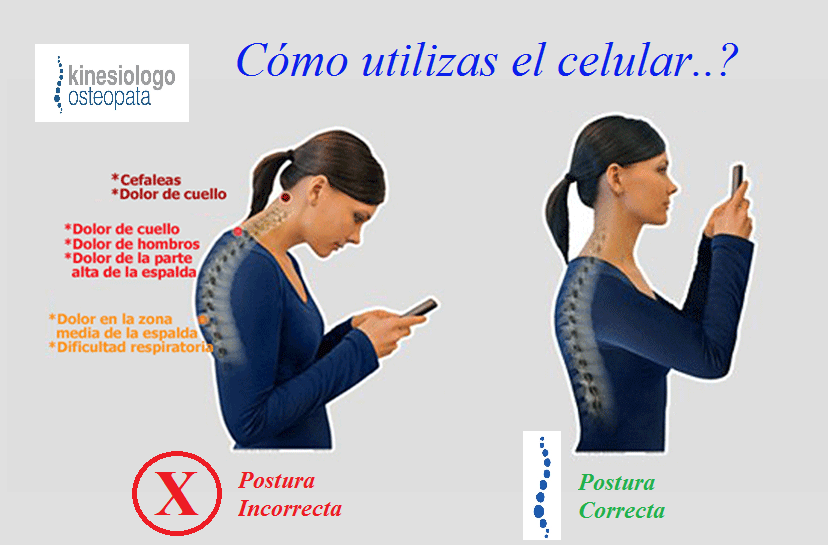 Cómo utilizas el celular..?
kinesiologo
osteopata
*Cefaleas
*Dolor de cuello
*Dolor de cuello
*Dolor de hombros
*Dolor de la parte
alta de la espalda
*Dolor en la zona
media de la espalda
*Dificultad respiratoria
X
Postura
Incorrecta
Postura
Correcta